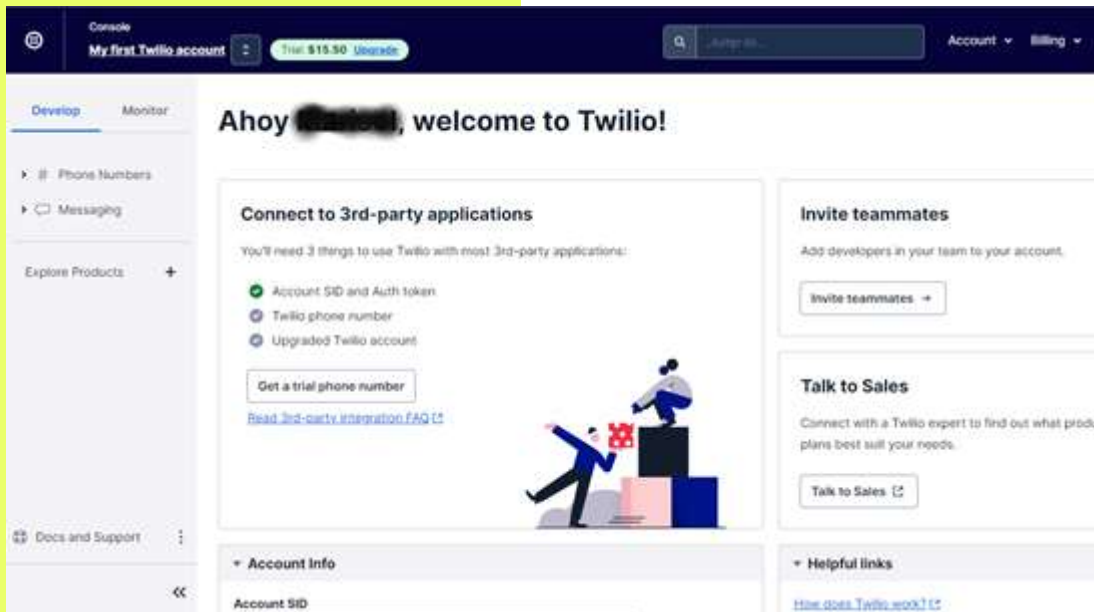 Console
My first Twilio account
Trial: $15.50 Upgrade
Jump to...
Account
Billing
Develop
Monitor
# Phone Numbers
Messaging
Explore Products +
Docs and Support
Ahoy , welcome to Twilio!
Connect to 3rd-party applications
You'll need 3 things to use Twilio with most 3rd-party applications:
Account SID and Auth token
Twilio phone number
Upgraded Twilio account
Get a trial phone number
Read 3rd-party integration FAQ
Account Info
Account SID
Invite teammates
Add developers in your team to your account.
Invite teammates →
Talk to Sales
Connect with a Twilio expert to find out what produ
plans best suit your needs.
Talk to Sales
Helpful links
How does Twilio work?